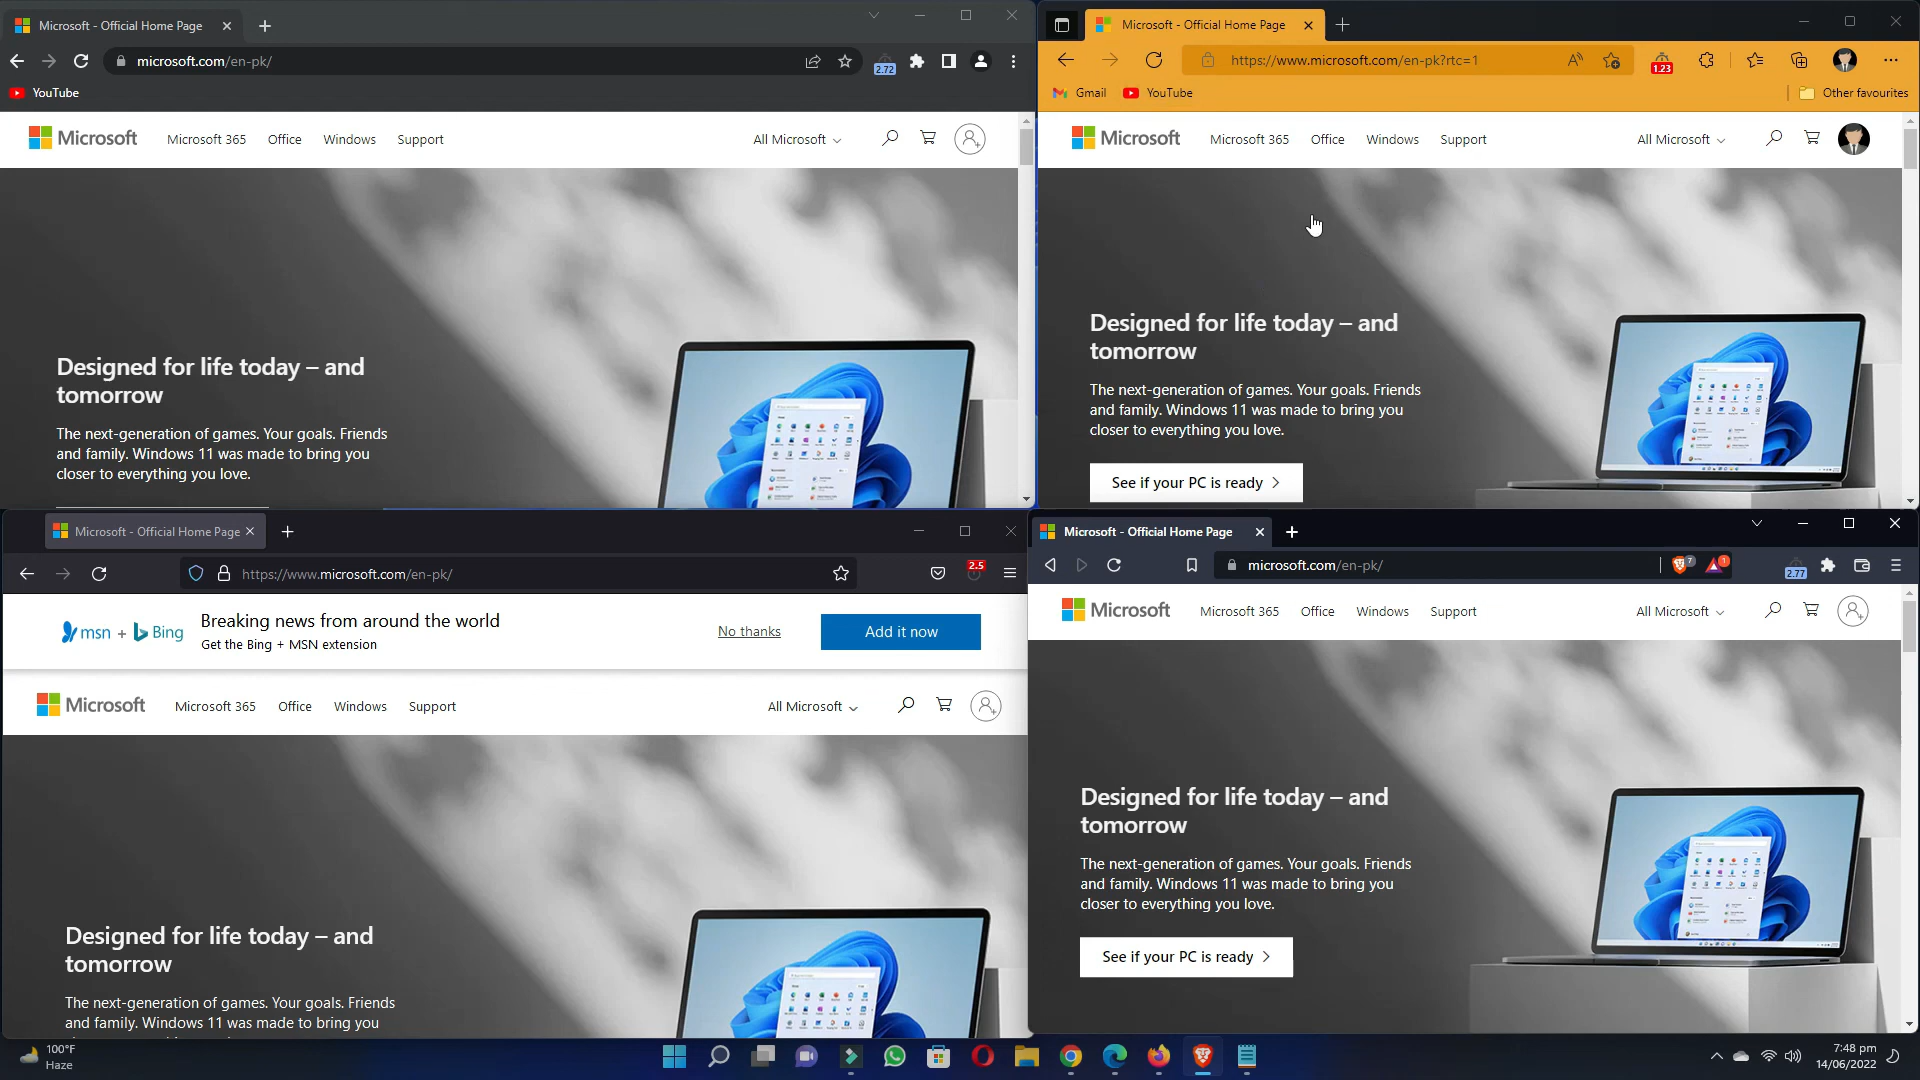 Microsoft - Official Home Page
microsoft.com/en-pk/
2.72
YouTube
Microsoft
Microsoft 365 Office Windows Support
All Microsoft
Designed for life today – and
tomorrow
The next-generation of games. Your goals. Friends
and family. Windows 11 was made to bring you
closer to everything you love.
Microsoft - Official Home Page
https://www.microsoft.com/en-pk?rtc=1
1.23
Gmail YouTube
Other favourites
Microsoft
Microsoft 365 Office Windows Support
All Microsoft
Designed for life today – and
tomorrow
The next-generation of games. Your goals. Friends
and family. Windows 11 was made to bring you
closer to everything you love.
See if your PC is ready
Microsoft - Official Home Page
https://www.microsoft.com/en-pk/
2.5
msn + Bing
Breaking news from around the world
Get the Bing + MSN extension
No thanks
Add it now
Microsoft
Microsoft 365 Office Windows Support
All Microsoft
Designed for life today – and
tomorrow
The next-generation of games. Your goals. Friends
and family. Windows 11 was made to bring you
Microsoft - Official Home Page
microsoft.com/en-pk/
7
1
2.77
Microsoft
Microsoft 365 Office Windows Support
All Microsoft
Designed for life today – and
tomorrow
The next-generation of games. Your goals. Friends
and family. Windows 11 was made to bring you
closer to everything you love.
See if your PC is ready
100°F
Haze
7:48 pm
14/06/2022